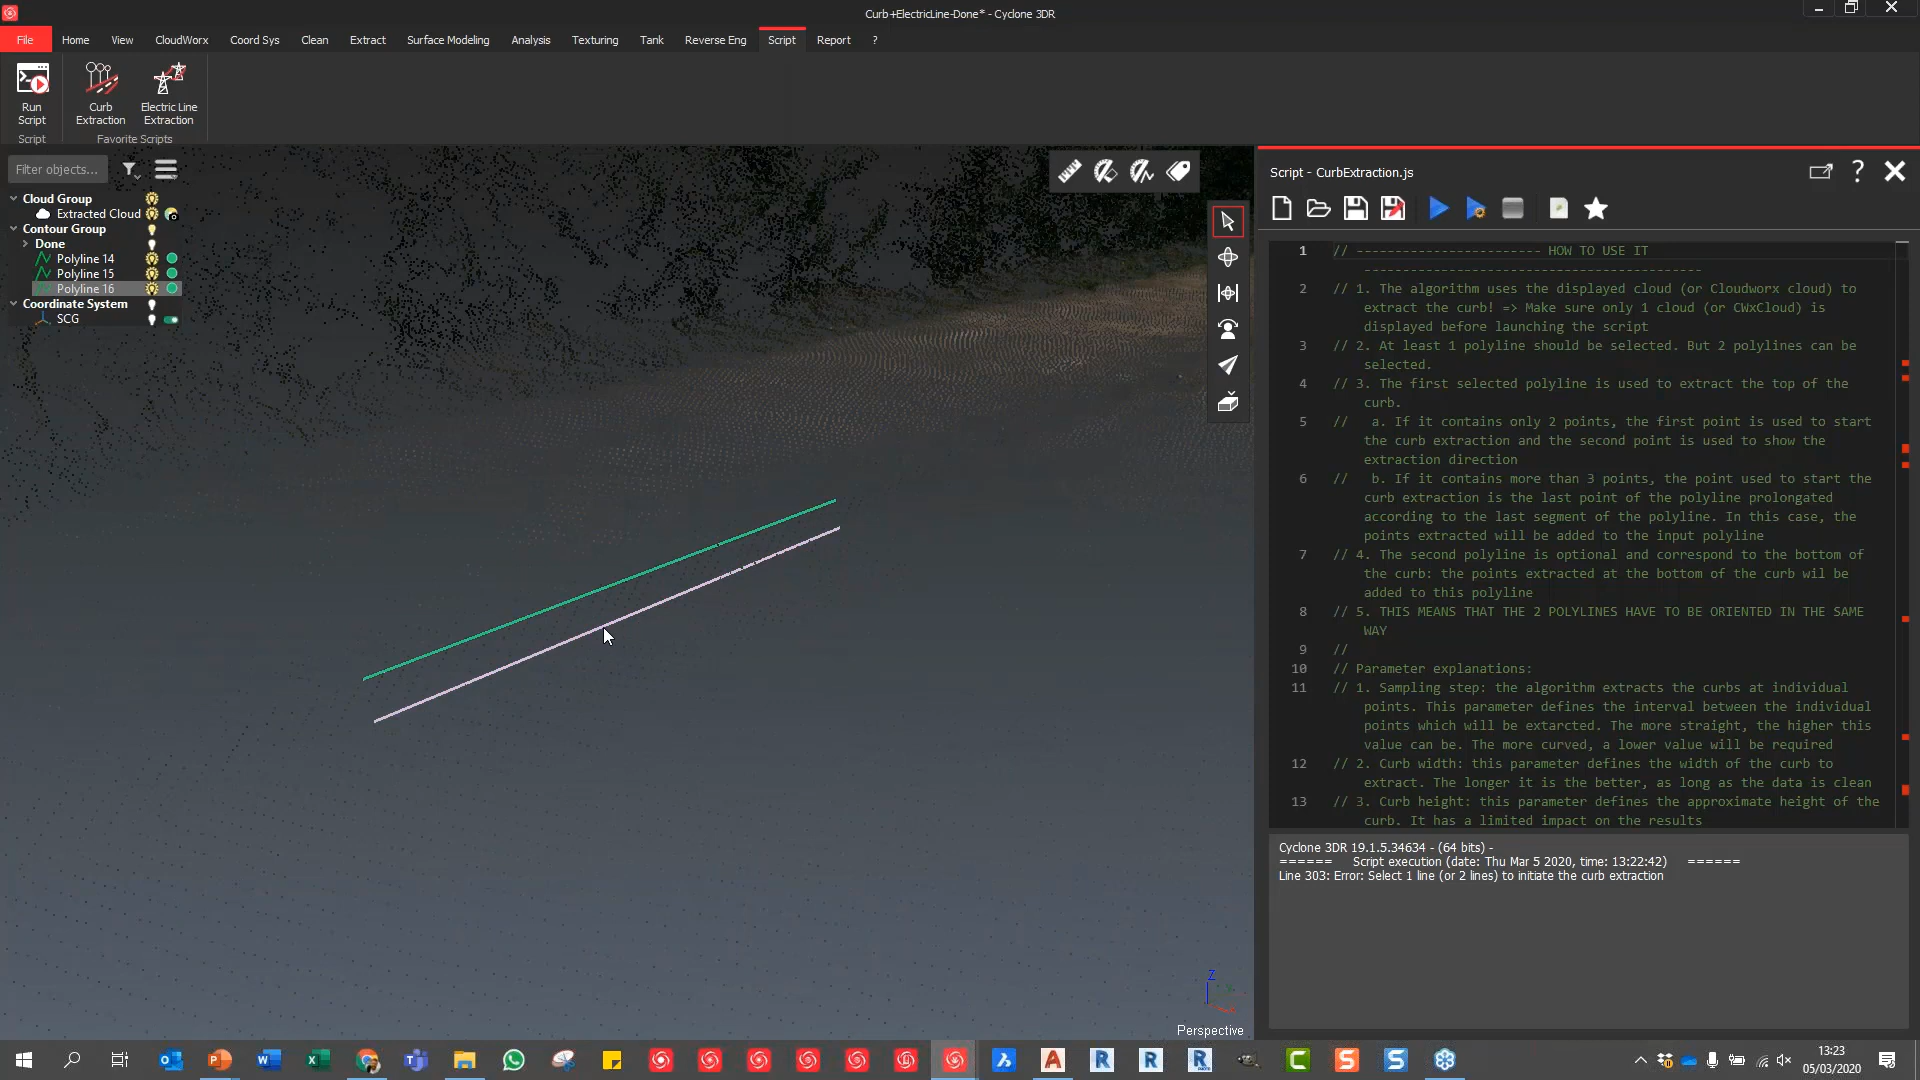 Curb+ElectricLine-Done* - Cyclone 3DR
File Home View CloudWorx Coord Sys Clean Extract Surface Modeling Analysis Texturing Tank Reverse Eng Script Report ?
Run Script
Curb Extraction
Electric Line Extraction
Script
Favorite Scripts
Filter objects...
Cloud Group
Extracted Cloud
Contour Group
Done
Polyline 14
Polyline 15
Polyline 16
Coordinate System
SCG
Script - CurbExtraction.js
1 // ------------------------ HOW TO USE IT
--------------------------------------------
2 // 1. The algorithm uses the displayed cloud (or Cloudworx cloud) to
extract the curb! => Make sure only 1 cloud (or CWxCloud) is
displayed before launching the script
3 // 2. At least 1 polyline should be selected. But 2 polylines can be
selected.
4 // 3. The first selected polyline is used to extract the top of the
curb.
5 // a. If it contains only 2 points, the first point is used to start
the curb extraction and the second point is used to show the
extraction direction
6 // b. If it contains more than 3 points, the point used to start the
curb extraction is the last point of the polyline prolongated
according to the last segment of the polyline. In this case, the
points extracted will be added to the input polyline
7 // 4. The second polyline is optional and correspond to the bottom of
the curb: the points extracted at the bottom of the curb wil be
added to this polyline
8 // 5. THIS MEANS THAT THE 2 POLYLINES HAVE TO BE ORIENTED IN THE SAME
WAY
9 //
10 // Parameter explanations:
11 // 1. Sampling step: the algorithm extracts the curbs at individual
points. This parameter defines the interval between the individual
points which will be extarcted. The more straight, the higher this
value can be. The more curved, a lower value will be required
12 // 2. Curb width: this parameter defines the width of the curb to
extract. The longer it is the better, as long as the data is clean
13 // 3. Curb height: this parameter defines the approximate height of the
curb. It has a limited impact on the results
Cyclone 3DR 19.1.5.34634 - (64 bits) -
====== Script execution (date: Thu Mar 5 2020, time: 13:22:42) ======
Line 303: Error: Select 1 line (or 2 lines) to initiate the curb extraction
Z
Perspective
13:23
05/03/2020